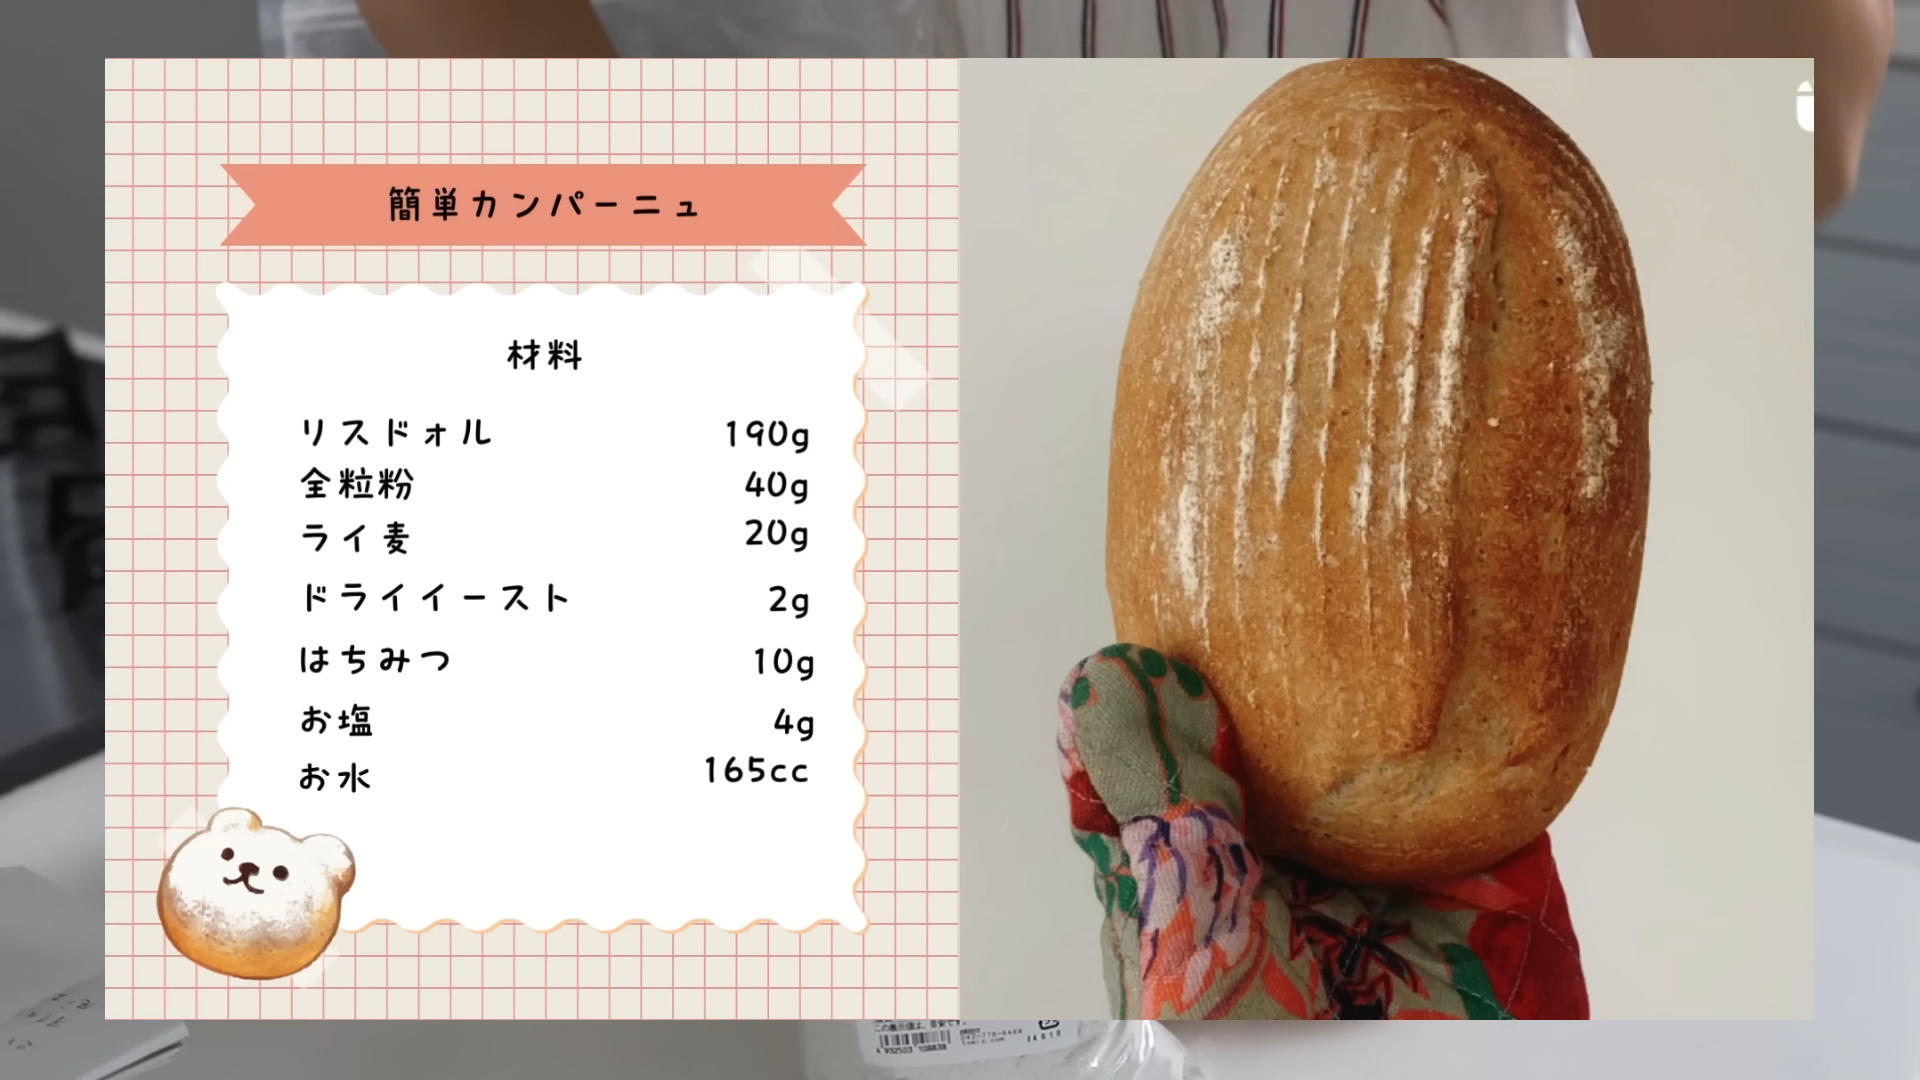 簡単カンパーニュ
材料
リスドォル 190g
全粒粉 40g
ライ麦 20g
ドライイースト 2g
はちみつ 10g
お塩 4g
お水 165cc